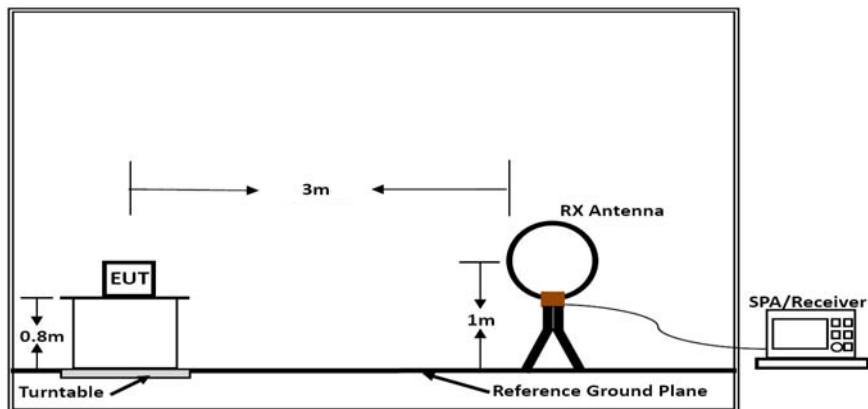 3m
RX Antenna
EUT
SPA/Receiver
0.8m
1m
Turntable
Reference Ground Plane